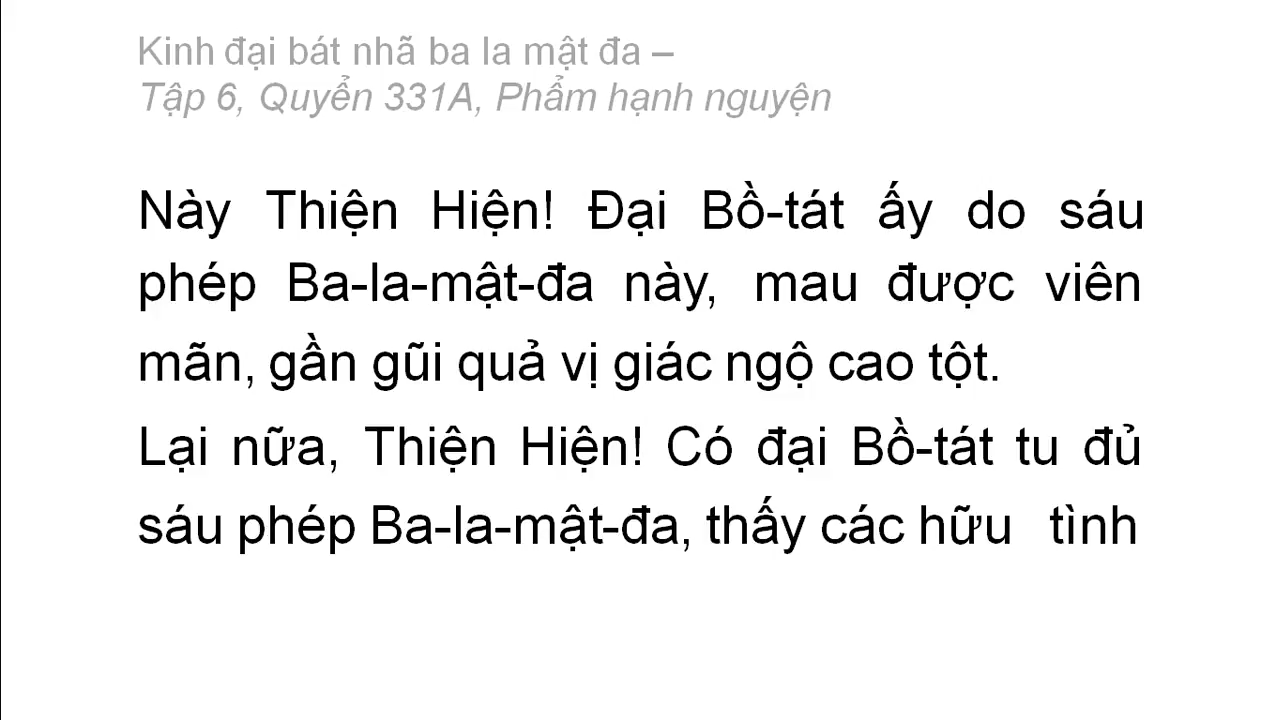 Kinh đại bát nhã ba la mật đa –
Tập 6, Quyển 331A, Phẩm hạnh nguyện
Này Thiện Hiện! Đại Bồ-tát ấy do sáu
phép Ba-la-mật-đa này, mau được viên
mãn, gần gũi quả vị giác ngộ cao tột.
Lại nữa, Thiện Hiện! Có đại Bồ-tát tu đủ
sáu phép Ba-la-mật-đa, thấy các hữu tình